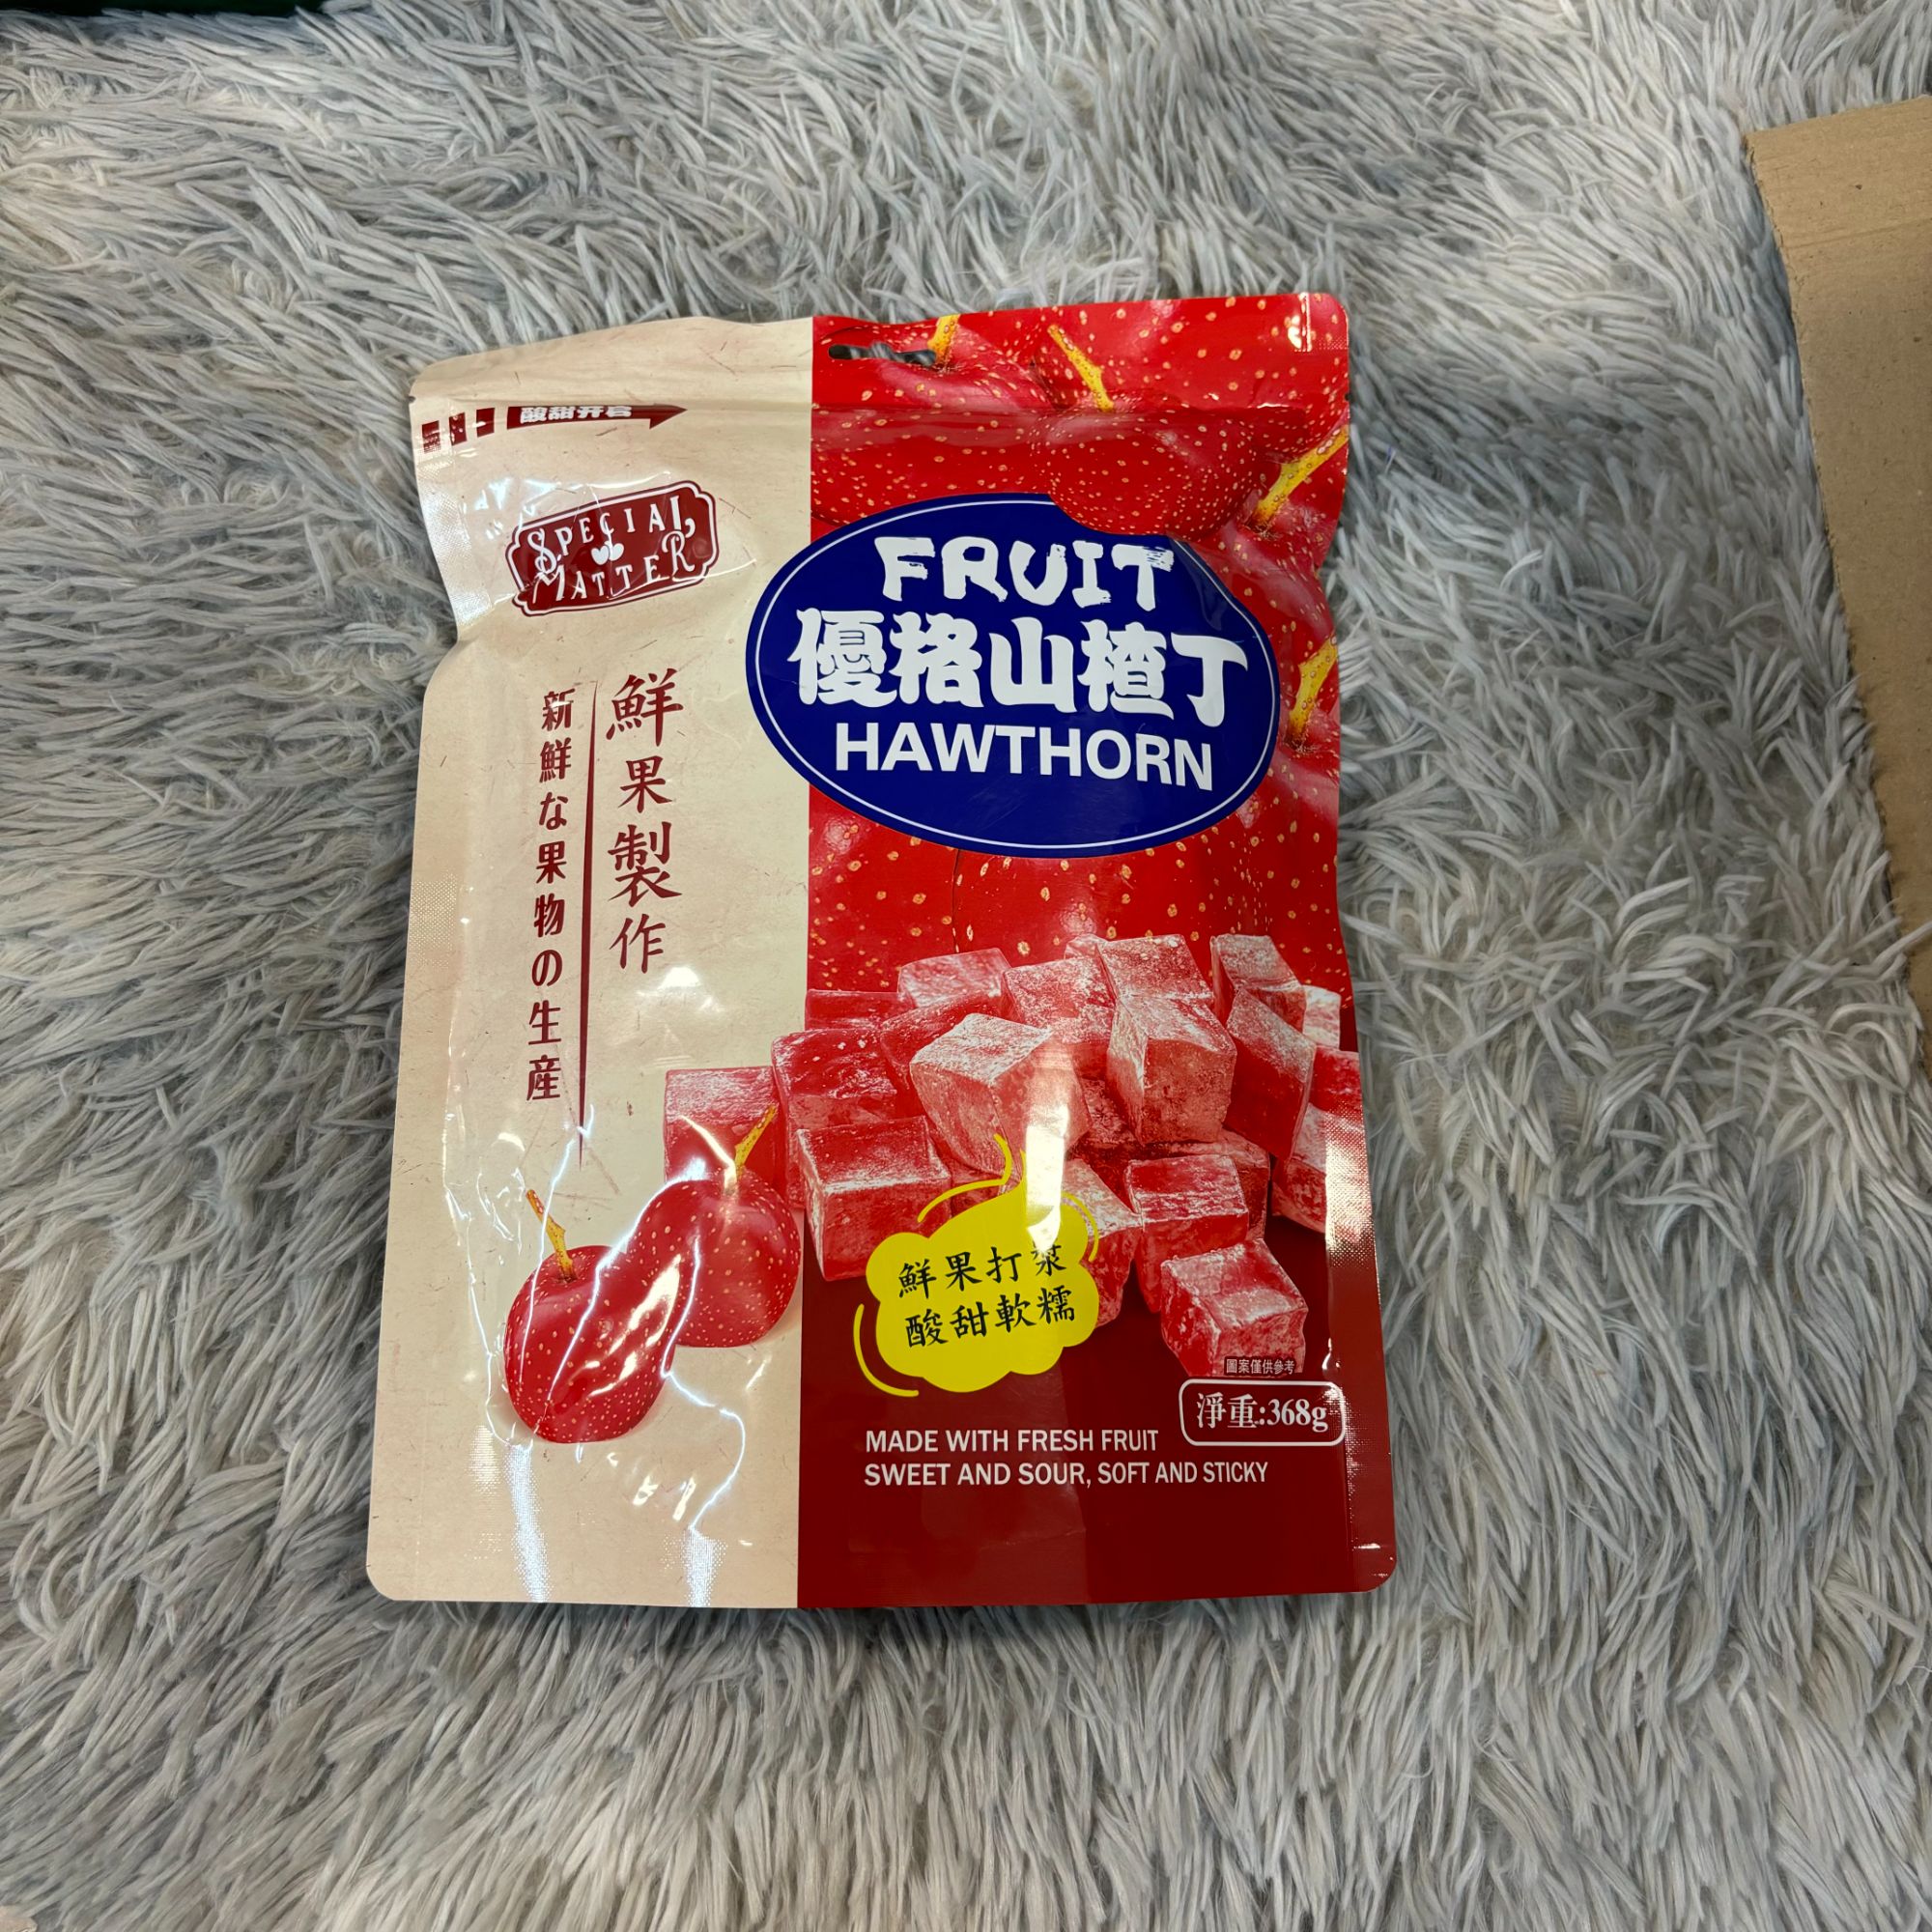 酸甜开启
SPECIAL
MATTER
FRUIT
優格山楂丁
HAWTHORN
鮮果製作
新鮮な果物の生産
鮮果打漿
酸甜軟糯
圖案僅供參考
淨重:368g
MADE WITH FRESH FRUIT
SWEET AND SOUR, SOFT AND STICKY